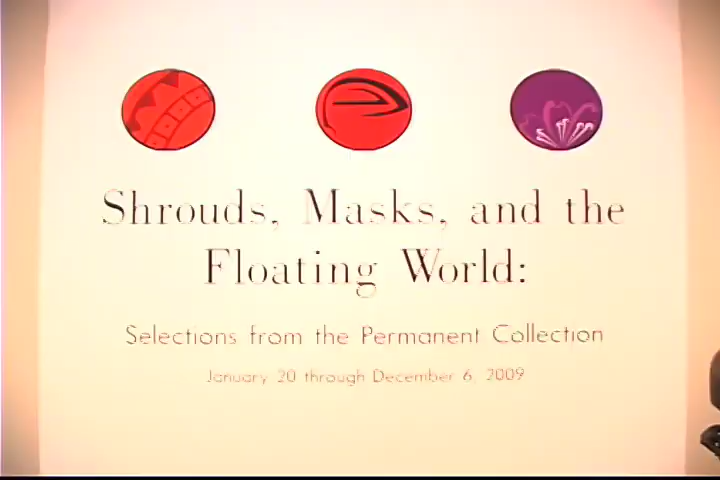 Shrouds, Masks, and the
Floating World:
Selections from the Permanent Collection
January 20 through December 6, 2009